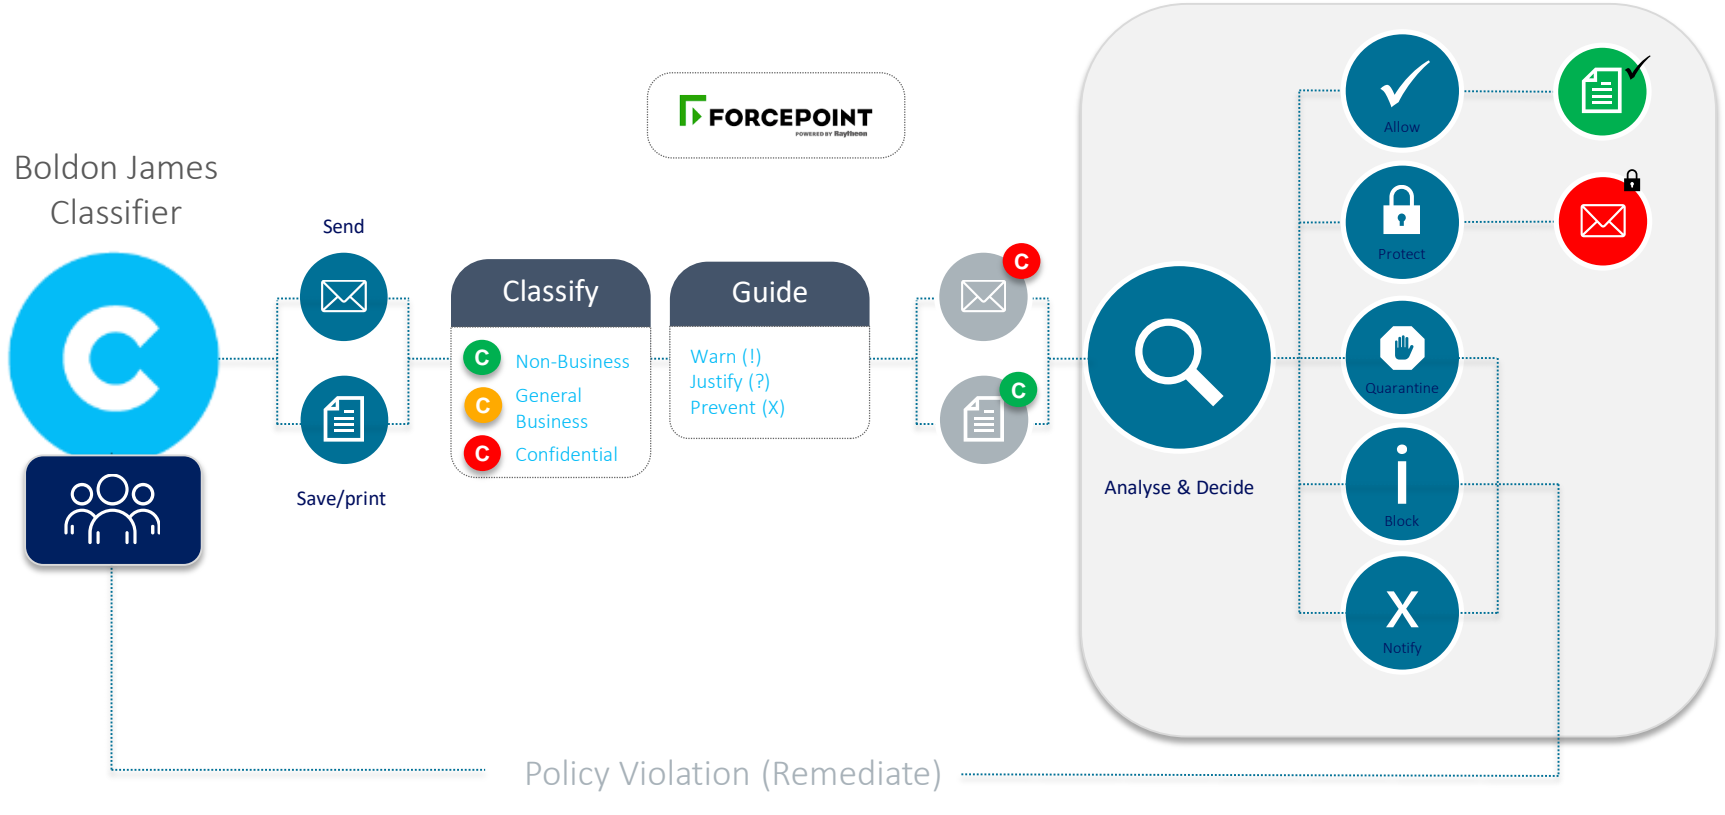 FORCEPOINT
POWERED BY Raytheon
Boldon James
Classifier
C
Send
Save/print
Classify
C Non-Business
C General
Business
C Confidential
Guide
Warn (!)
Justify (?)
Prevent (X)
C
C
Analyse & Decide
Allow
Protect
Quarantine
i
Block
X
Notify
Policy Violation (Remediate)